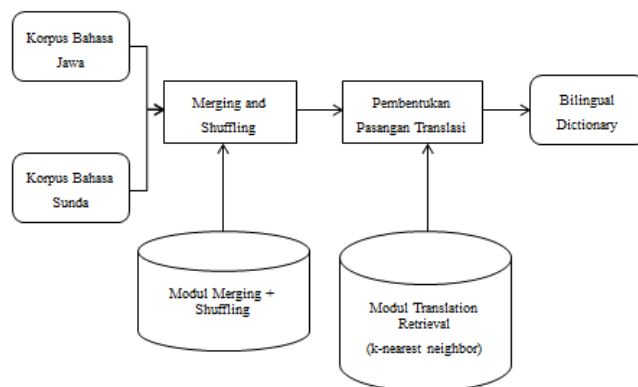 Korpus Bahasa
Jawa
Merging and
Shuffling
Pembentukan
Pasangan Translasi
Bilingual
Dictionary
Korpus Bahasa
Sunda
Modul Merging +
Shuffling
Modul Translation
Retrieval
(k-nearest neighbor)